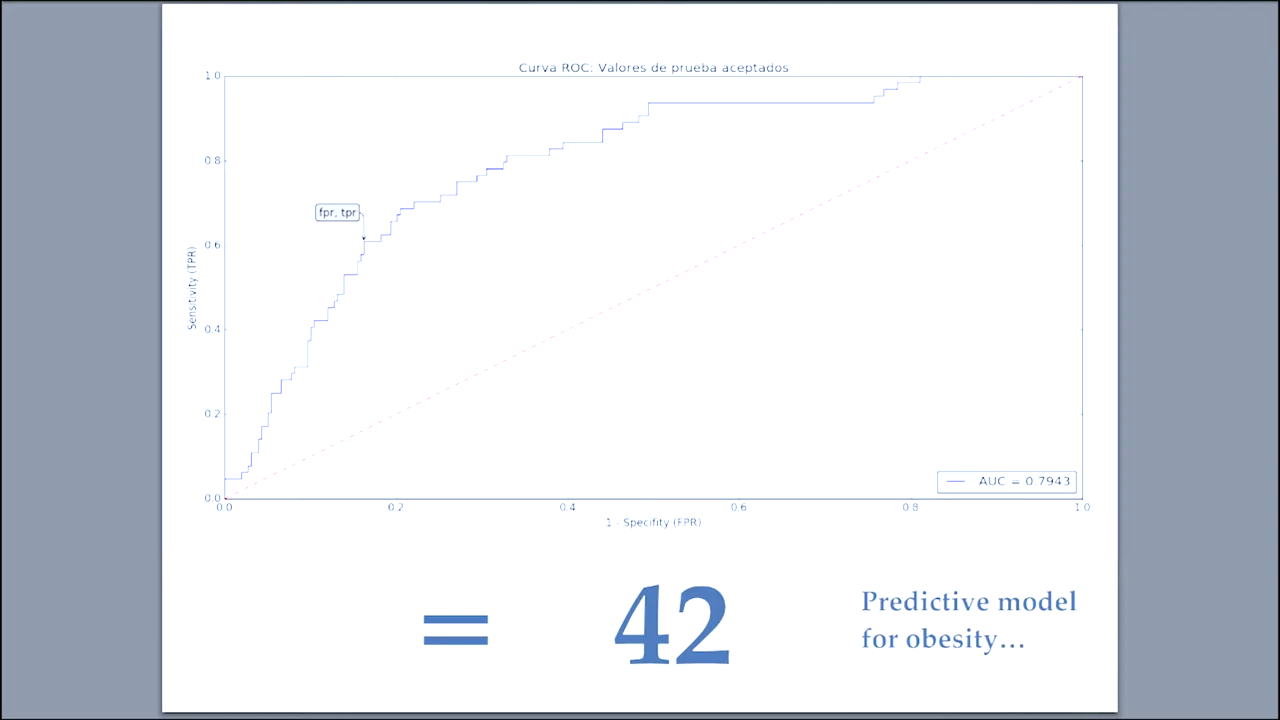 Curva ROC: Valores de prueba aceptados
1.0
0.8
0.6
0.4
0.2
0.0
Sensitivity (TPR)
fpr, tpr
AUC = 0.7943
0.0 0.2 0.4 0.6 0.8 1.0
1 - Specifity (FPR)
= 42
Predictive model
for obesity...